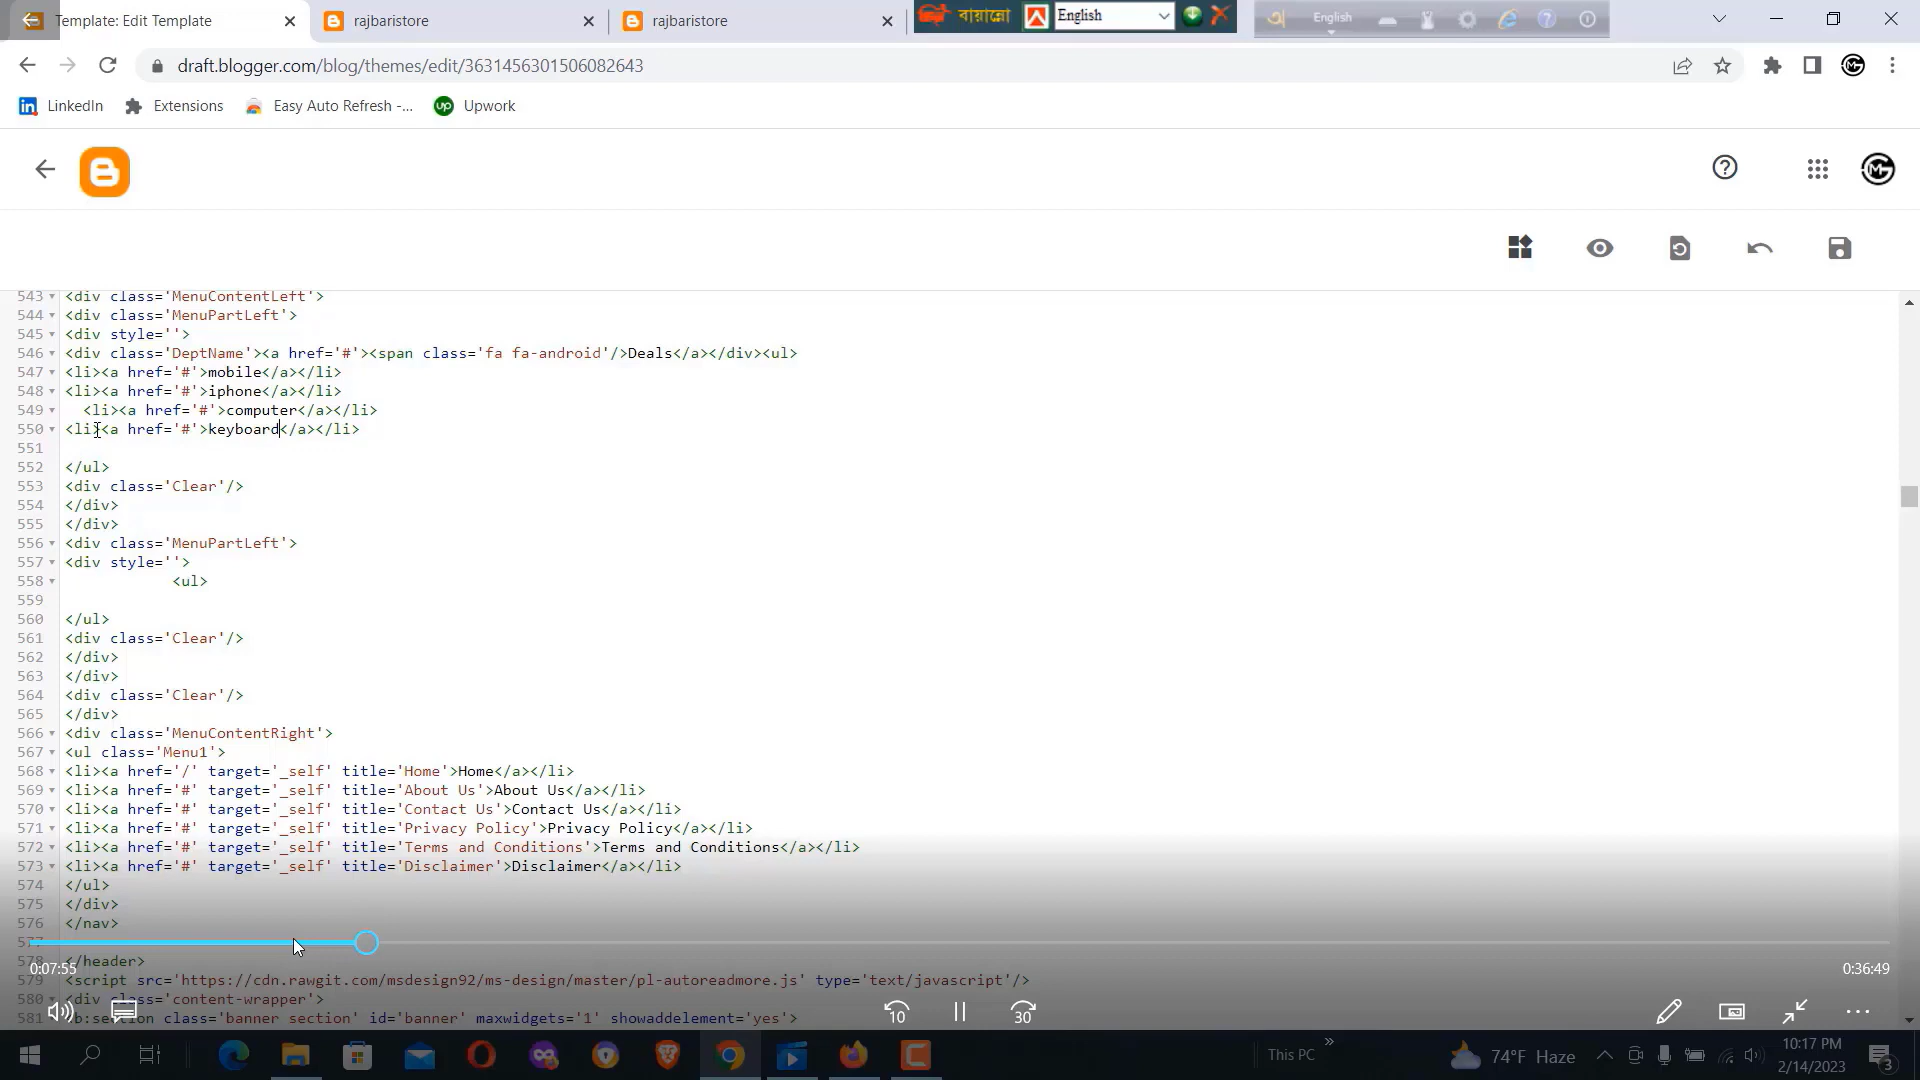 Template: Edit Template
rajbaristore
rajbaristore
বায়ান্নো
English
English
draft.blogger.com/blog/themes/edit/3631456301506082643
LinkedIn
Extensions
Easy Auto Refresh -...
Upwork
543 <div class='MenuContentLeft'>
544 <div class='MenuPartLeft'>
545 <div style=''>
546 <div class='DeptName'><a href='#'><span class='fa fa-android'/>Deals</a></div><ul>
547 <li><a href='#'>mobile</a></li>
548 <li><a href='#'>iphone</a></li>
549 <li><a href='#'>computer</a></li>
550 <li><a href='#'>keyboard</a></li>
551
552 </ul>
553 <div class='Clear'/>
554 </div>
555 </div>
556 <div class='MenuPartLeft'>
557 <div style=''>
558 <ul>
559
560 </ul>
561 <div class='Clear'/>
562 </div>
563 </div>
564 <div class='Clear'/>
565 </div>
566 <div class='MenuContentRight'>
567 <ul class='Menu1'>
568 <li><a href='/' target='_self' title='Home'>Home</a></li>
569 <li><a href='#' target='_self' title='About Us'>About Us</a></li>
570 <li><a href='#' target='_self' title='Contact Us'>Contact Us</a></li>
571 <li><a href='#' target='_self' title='Privacy Policy'>Privacy Policy</a></li>
572 <li><a href='#' target='_self' title='Terms and Conditions'>Terms and Conditions</a></li>
573 <li><a href='#' target='_self' title='Disclaimer'>Disclaimer</a></li>
574 </ul>
575 </div>
576 </nav>
577
578 </header>
0:07:55
0:36:49
579 <script src='https://cdn.rawgit.com/msdesign92/ms-design/master/pl-autoreadmore.js' type='text/javascript'/>
580 <div class='content-wrapper'>
10
30
581 <b:section class='banner section' id='banner' maxwidgets='1' showaddelement='yes'>
This PC
74°F Haze
10:17 PM
2/14/2023
3